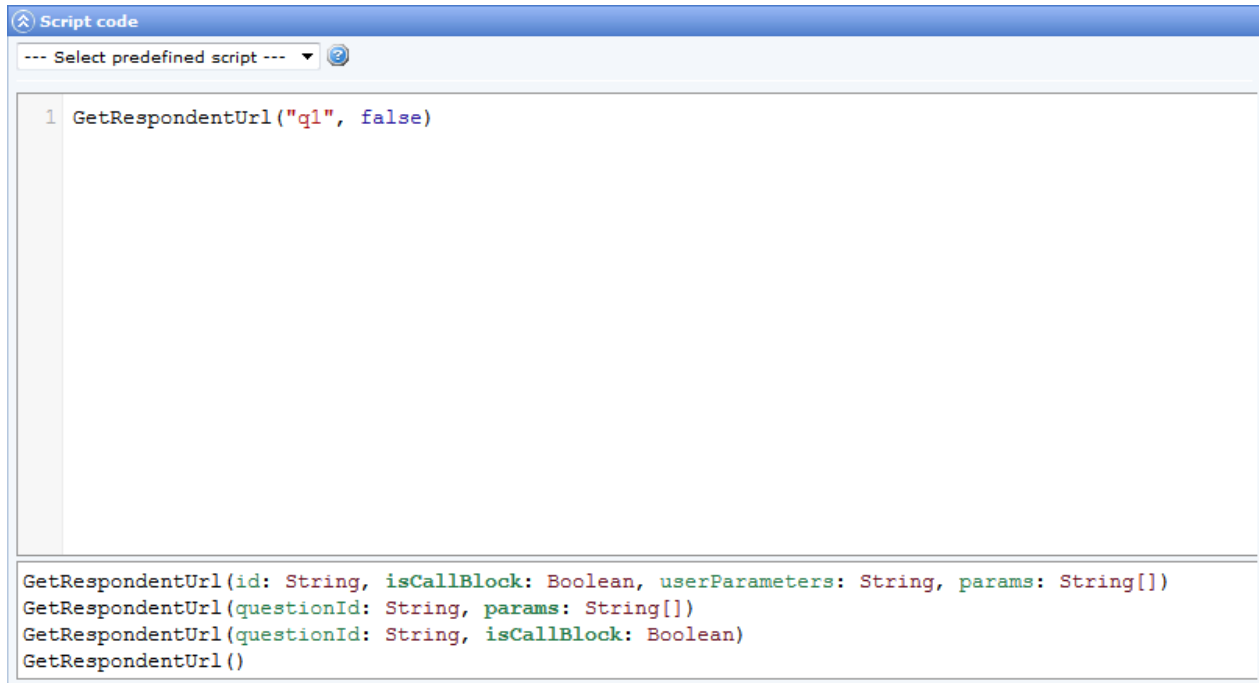 Script code
--- Select predefined script ---
1 GetRespondentUrl("q1", false)
GetRespondentUrl(id: String, isCallBlock: Boolean, userParameters: String, params: String[])
GetRespondentUrl(questionId: String, params: String[])
GetRespondentUrl(questionId: String, isCallBlock: Boolean)
GetRespondentUrl()